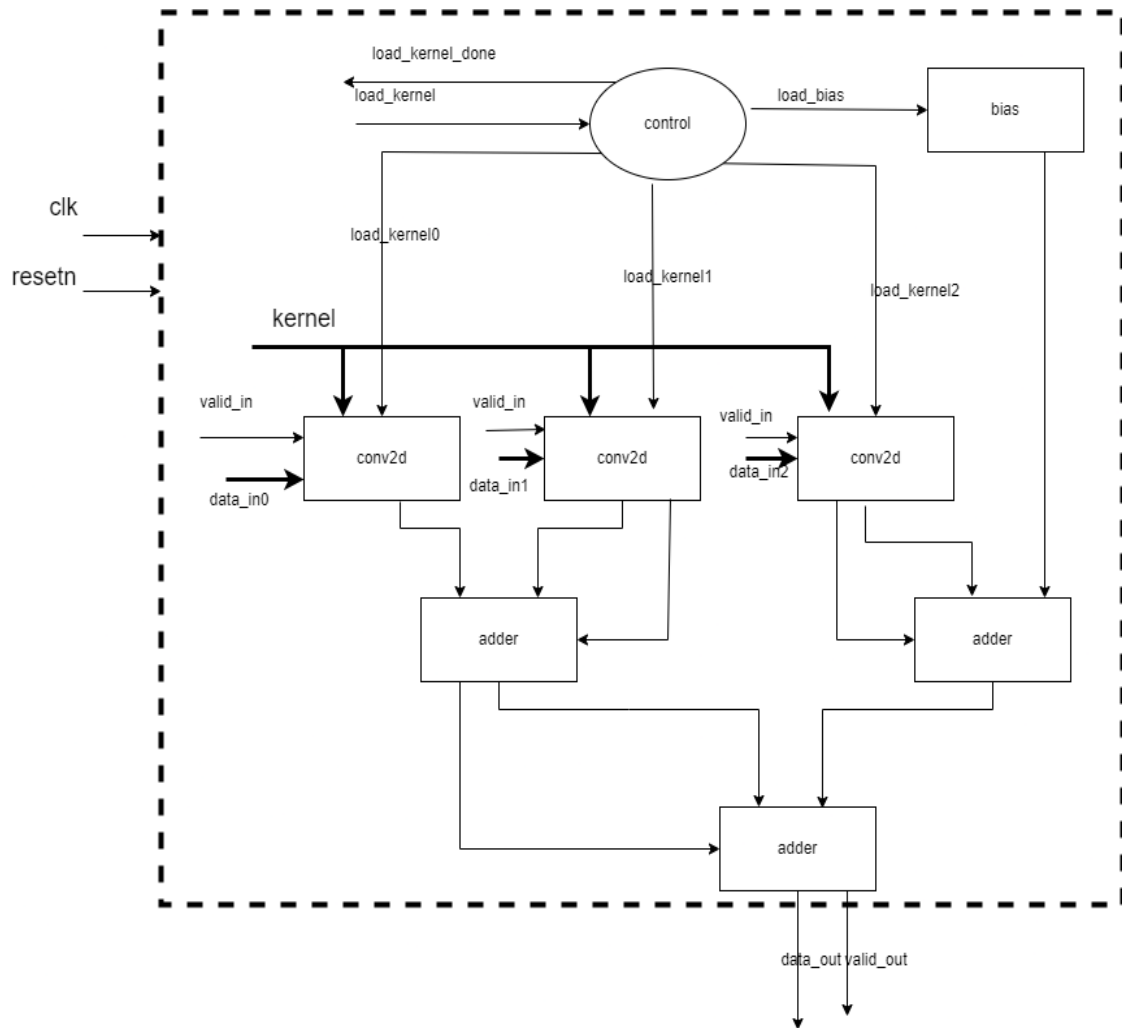 load_kernel_done
load_kernel
control
load_bias
bias
clk
load_kernel0
resetn
load_kernel1
load_kernel2
kernel
valid_in
valid_in
valid_in
conv2d
conv2d
conv2d
data_in0
data_in1
data_in2
adder
adder
adder
data_out
valid_out